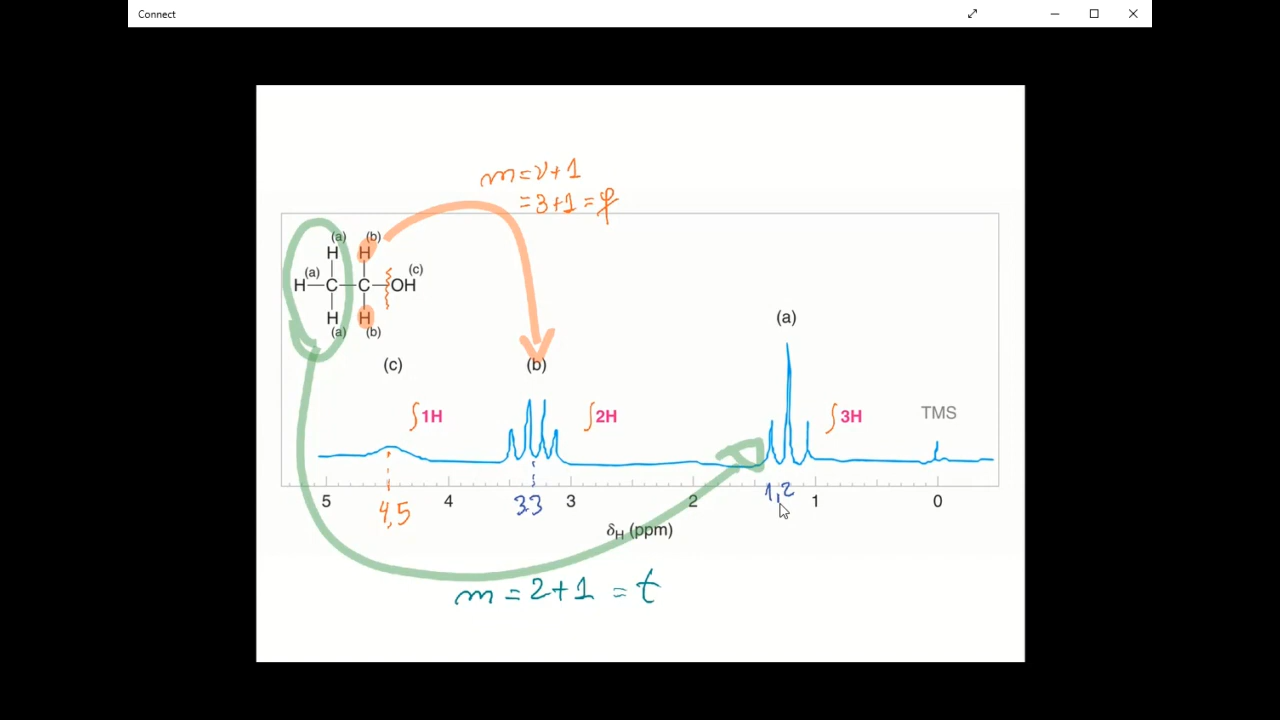 Connect
m=ν+1
=3+1=q
(a) (b)
H H
(a) (c)
H C C OH
H H
(a) (b)
(c) (b) (a)
∫1H ∫2H ∫3H TMS
5 4 3 2 1 0
4,5 3.3 1,2
δH (ppm)
m=2+1=t